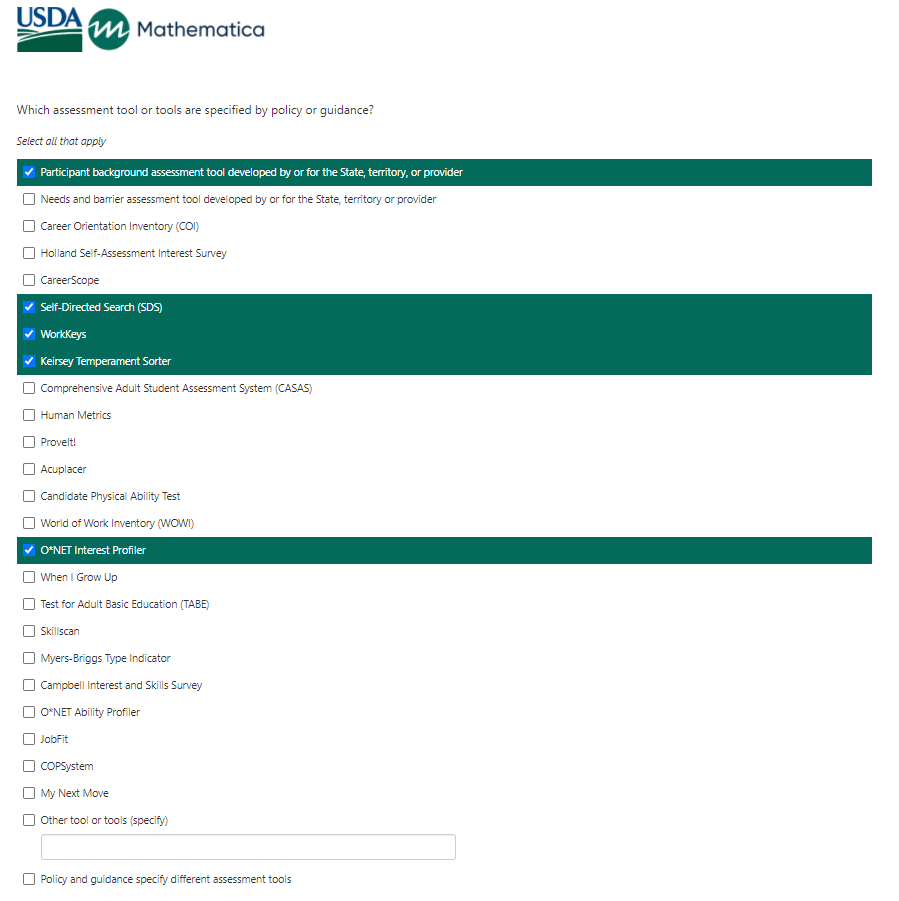 USDA
m Mathematica
Which assessment tool or tools are specified by policy or guidance?
Select all that apply
Participant background assessment tool developed by or for the State, territory, or provider
Needs and barrier assessment tool developed by or for the State, territory or provider
Career Orientation Inventory (COI)
Holland Self-Assessment Interest Survey
CareerScope
Self-Directed Search (SDS)
WorkKeys
Keirsey Temperament Sorter
Comprehensive Adult Student Assessment System (CASAS)
Human Metrics
ProveIt!
Acuplacer
Candidate Physical Ability Test
World of Work Inventory (WOWI)
O*NET Interest Profiler
When I Grow Up
Test for Adult Basic Education (TABE)
Skillscan
Myers-Briggs Type Indicator
Campbell Interest and Skills Survey
O*NET Ability Profiler
JobFit
COPSystem
My Next Move
Other tool or tools (specify)
Policy and guidance specify different assessment tools